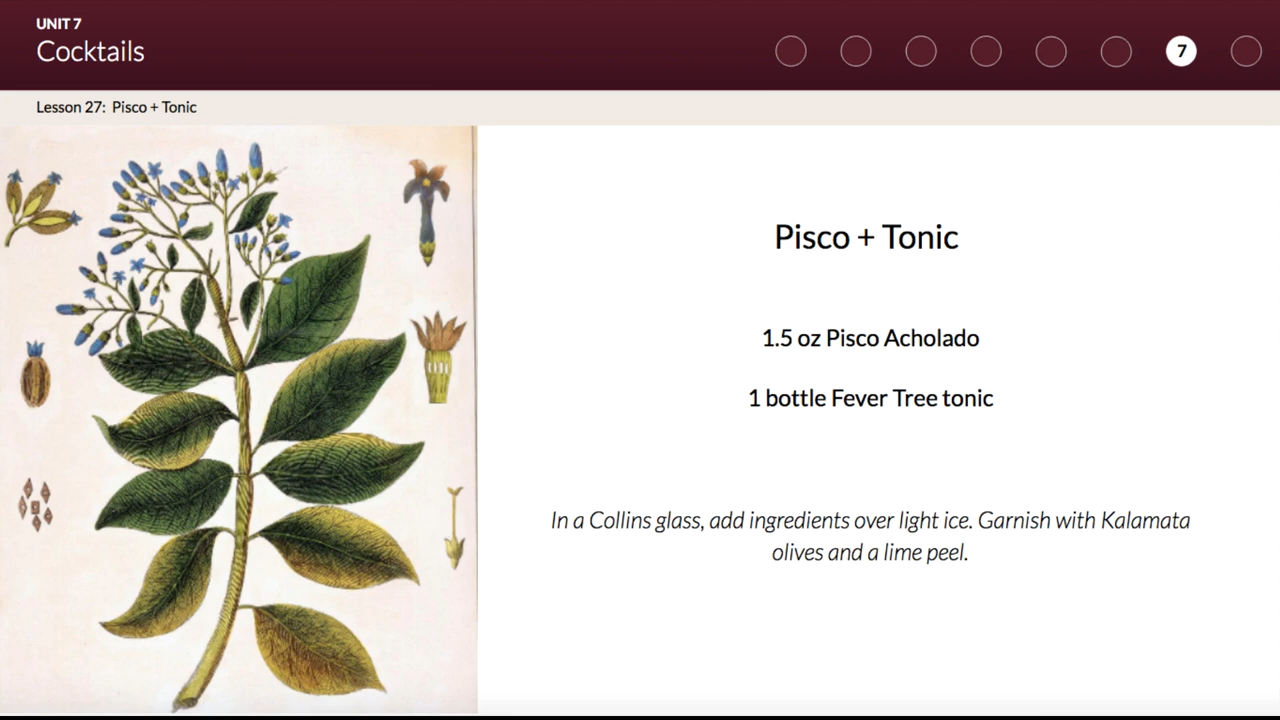 UNIT 7
Cocktails
7
Lesson 27: Pisco + Tonic
Pisco + Tonic
1.5 oz Pisco Acholado
1 bottle Fever Tree tonic
In a Collins glass, add ingredients over light ice. Garnish with Kalamata
olives and a lime peel.